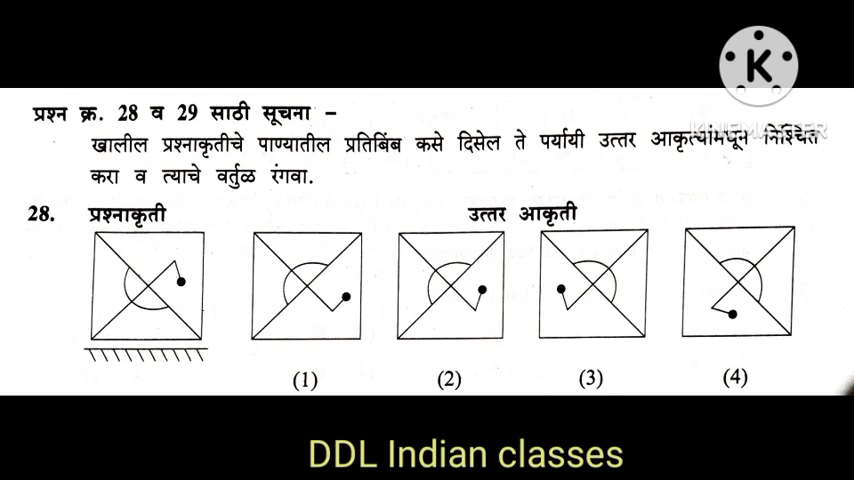 K
KINEMASTER
प्रश्न क्र. 28 व 29 साठी सूचना –
खालील प्रश्नाकृतीचे पाण्यातील प्रतिबिंब कसे दिसेल ते पर्यायी उत्तर आकृत्यांमधून निश्चित
करा व त्याचे वर्तुळ रंगवा.
28. प्रश्नाकृती उत्तर आकृती
(1) (2) (3) (4)
DDL Indian classes